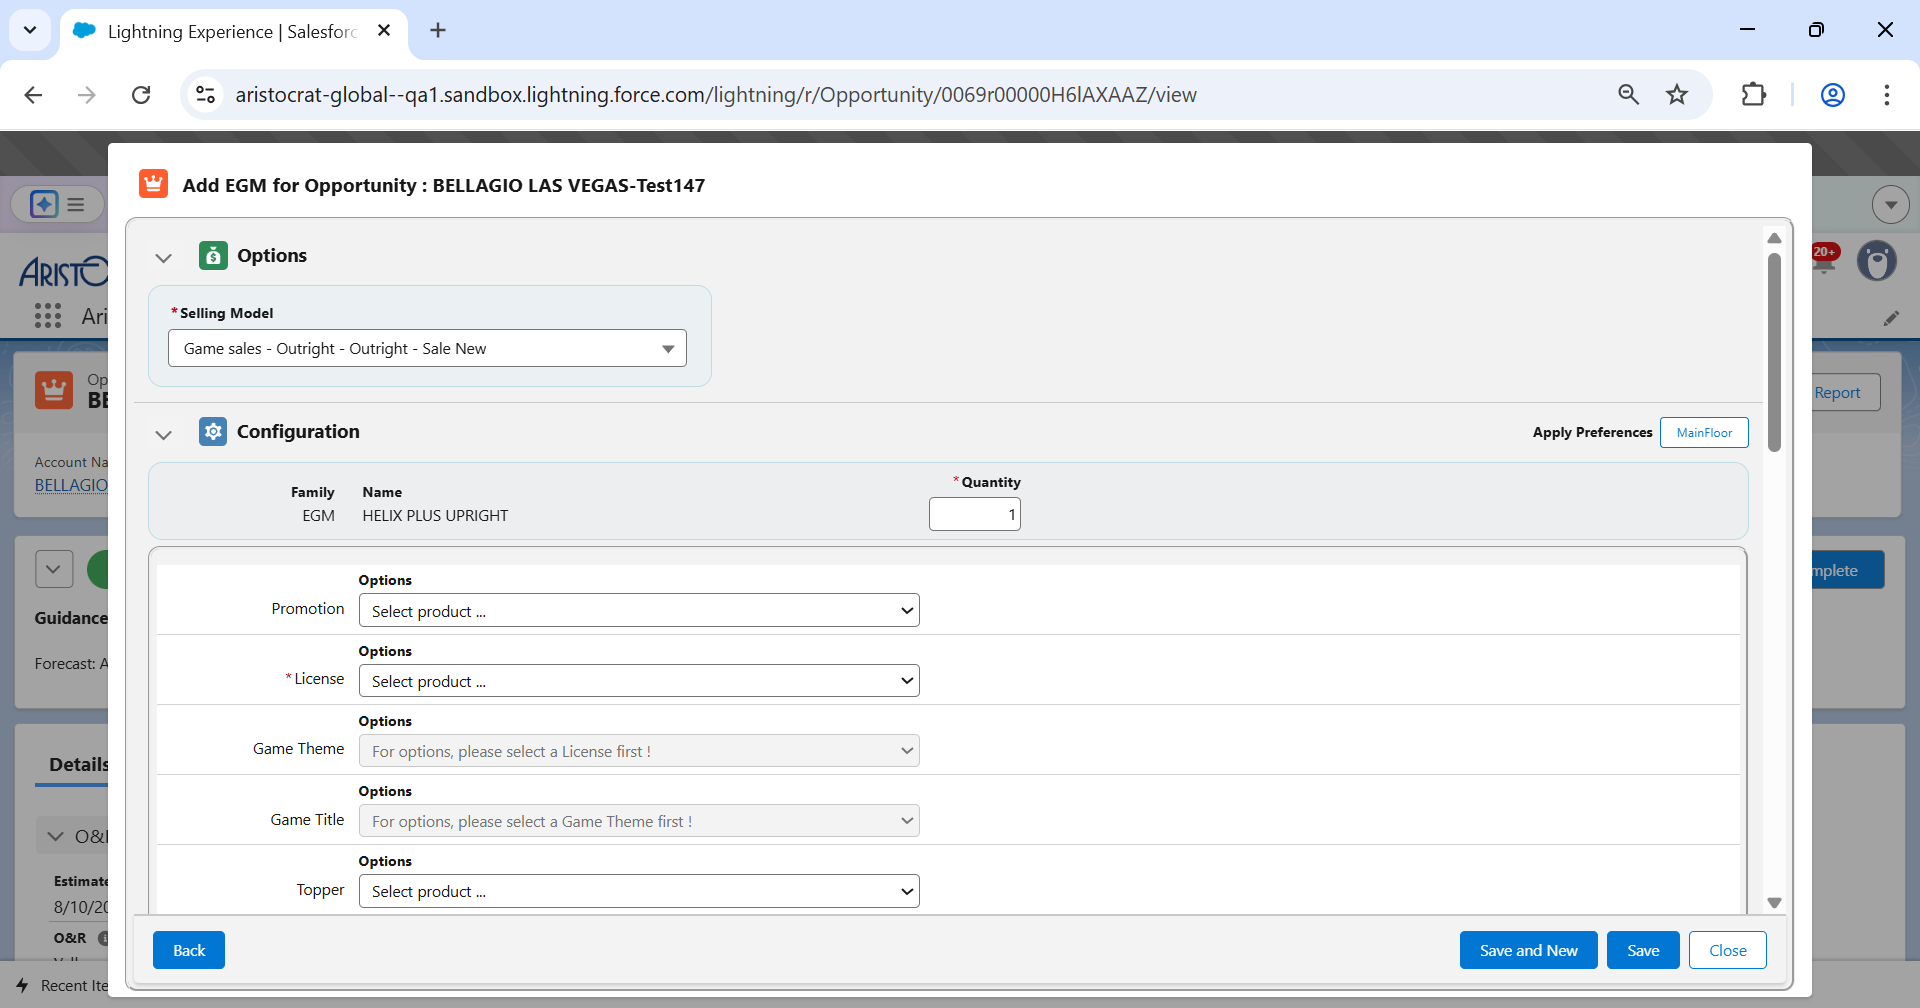 Lightning Experience | Salesforc
aristocrat-global--qa1.sandbox.lightning.force.com/lightning/r/Opportunity/0069r00000H6lAXAAZ/view
Add EGM for Opportunity : BELLAGIO LAS VEGAS-Test147
Options
*Selling Model
Game sales - Outright - Outright - Sale New
Configuration
Apply Preferences MainFloor
Family Name *Quantity
EGM HELIX PLUS UPRIGHT 1
Options
Promotion Select product ...
Options
*License Select product ...
Options
Game Theme For options, please select a License first !
Options
Game Title For options, please select a Game Theme first !
Options
Topper Select product ...
Back Save and New Save Close
ARISTO
Ari
20+
Op
BE
Report
Account Na
BELLAGIO
mplete
Guidance
Forecast: A
Details
O&
Estimate
8/10/20
O&R
Recent Ite